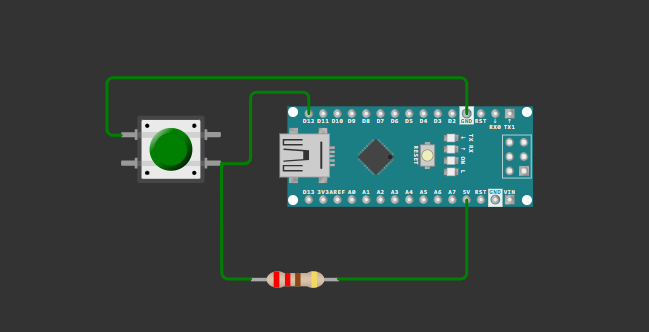 D12 D11 D10 D9 D8 D7 D6 D5 D4 D3 D2 GND RST
RX0 TX1
RESET
TX RX ON L
D13 3V3 AREF A0 A1 A2 A3 A4 A5 A6 A7 5V RST GND VIN